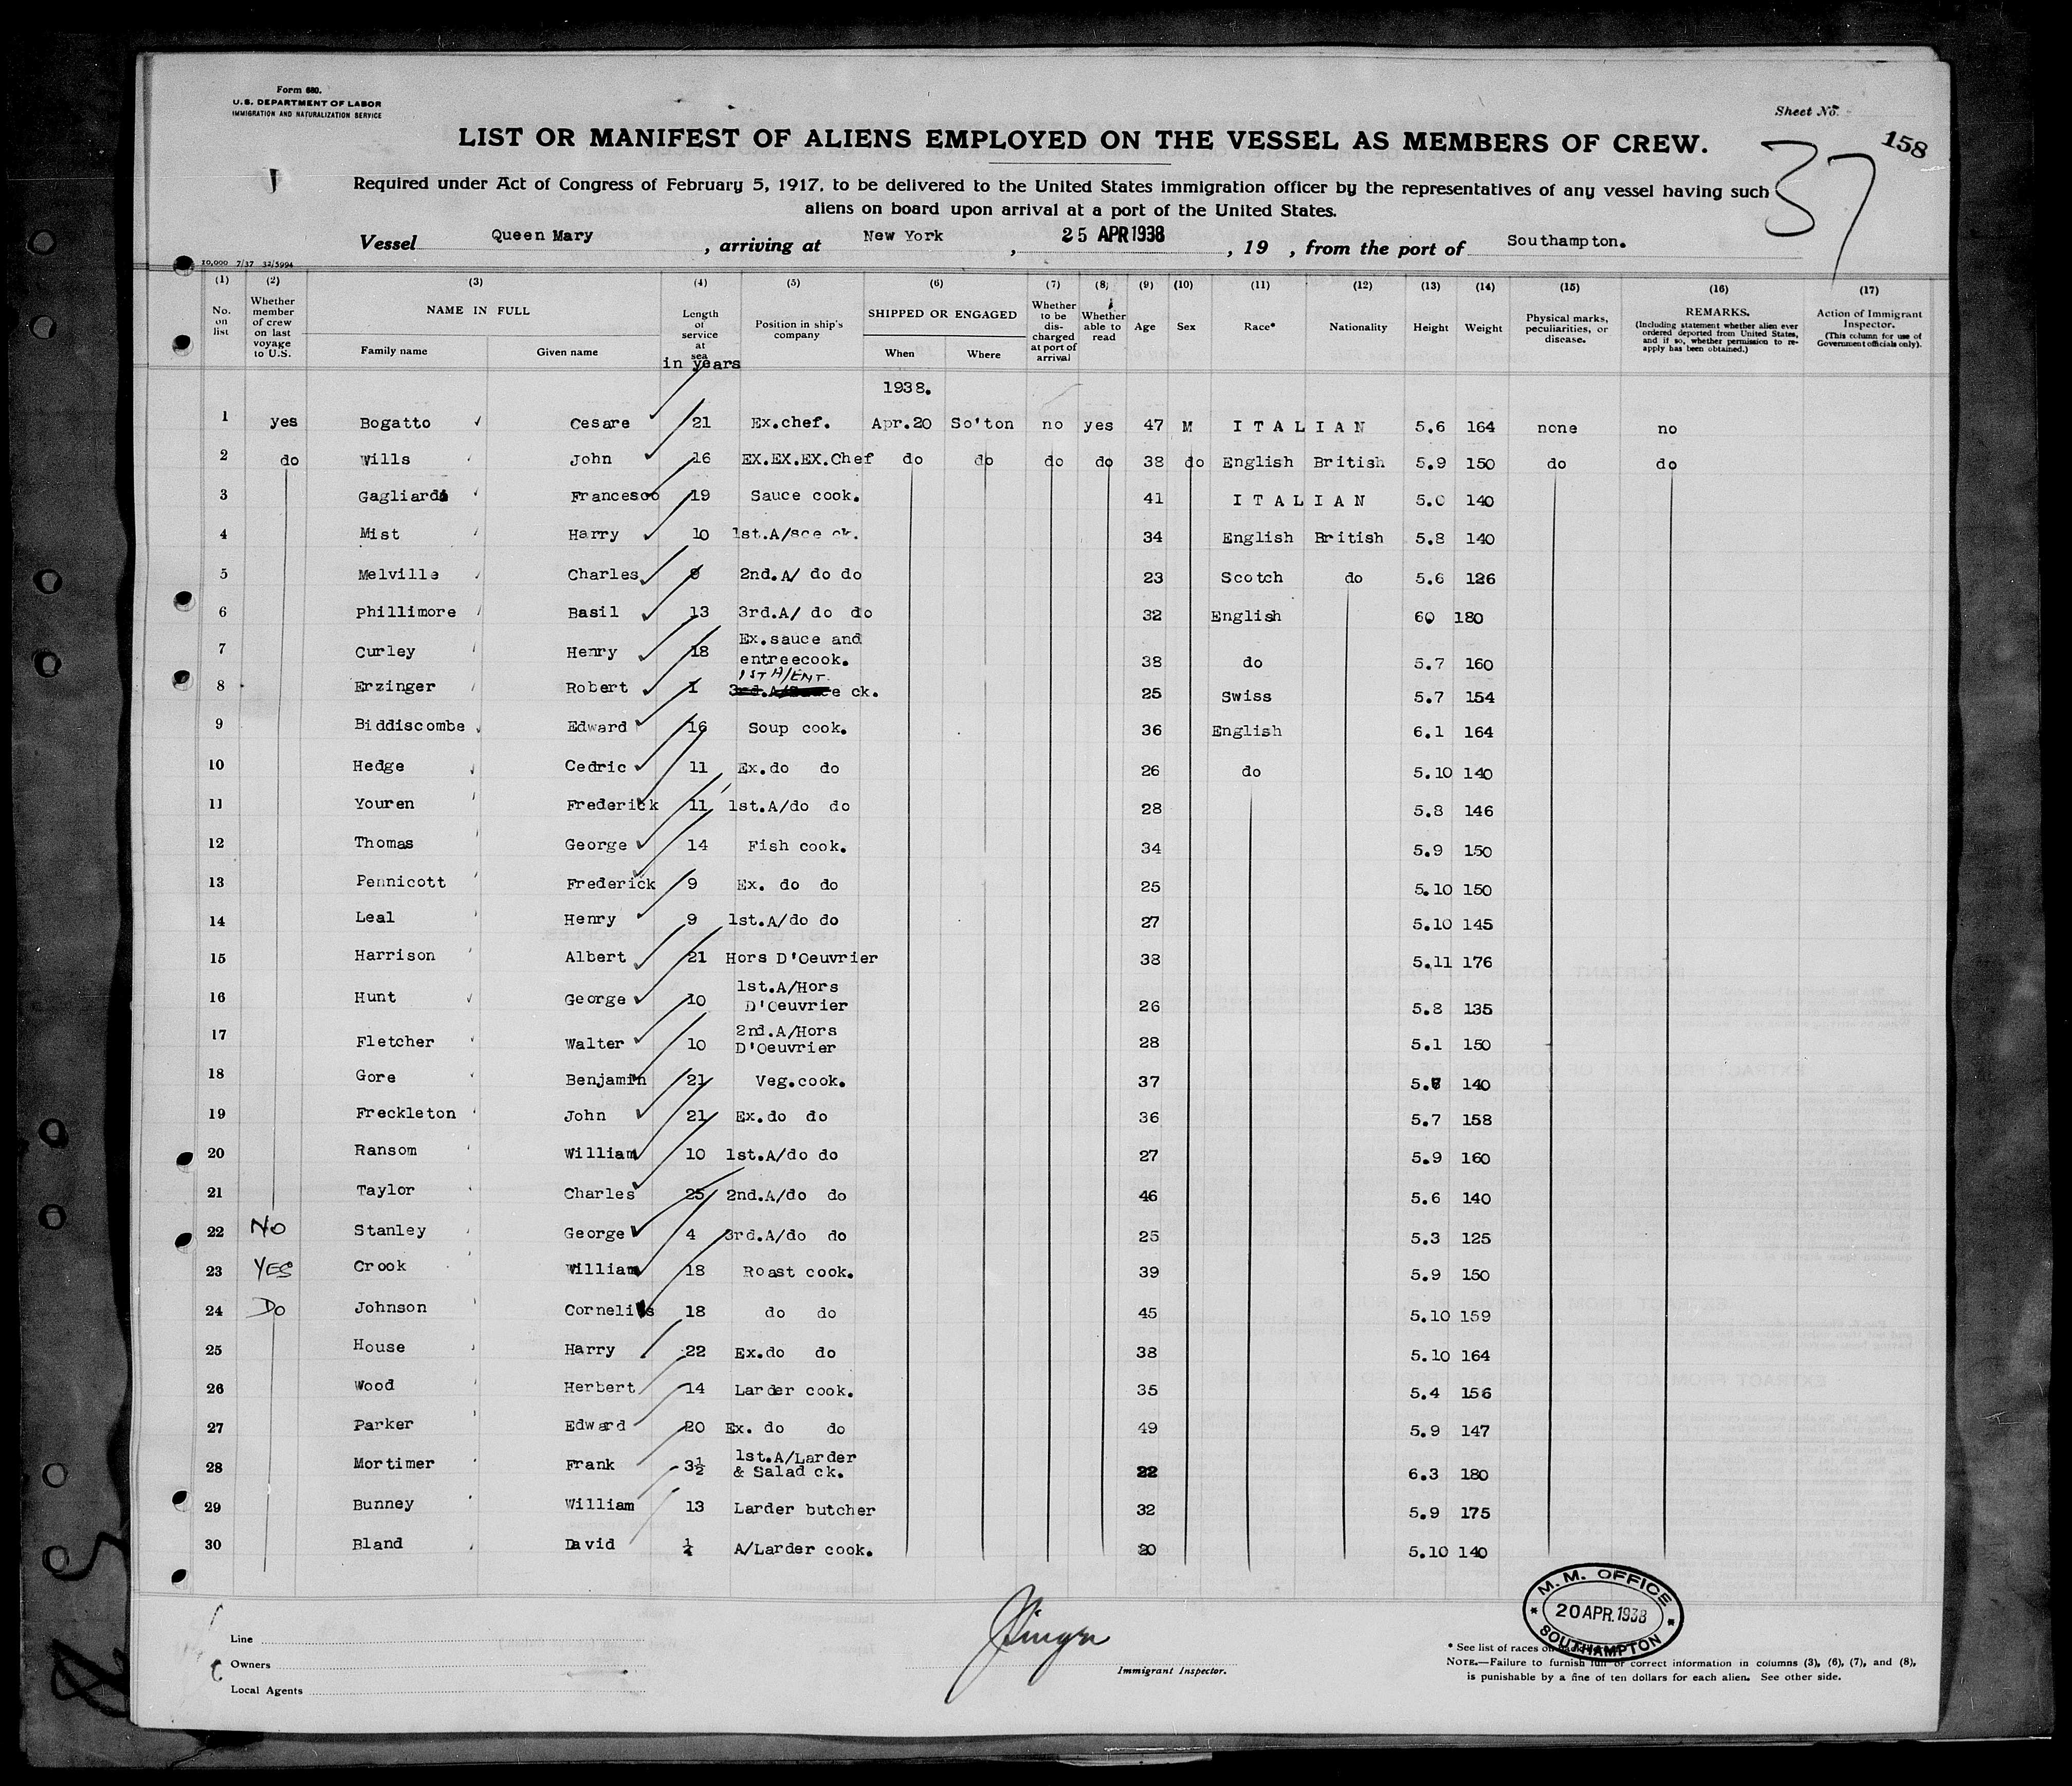 Form 680.
U.S. DEPARTMENT OF LABOR
IMMIGRATION AND NATURALIZATION SERVICE
Sheet No.
158
37
LIST OR MANIFEST OF ALIENS EMPLOYED ON THE VESSEL AS MEMBERS OF CREW.
Required under Act of Congress of February 5, 1917, to be delivered to the United States immigration officer by the representatives of any vessel having such
aliens on board upon arrival at a port of the United States.
Vessel Queen Mary , arriving at New York , 25 APR 1938 , 19 , from the port of Southampton.
10,000 7/37 32/5994
(1) (2) (3) (4) (5) (6) (7) (8) (9) (10) (11) (12) (13) (14) (15) (16) (17)
No. on list
Whether member of crew on last voyage to U.S.
NAME IN FULL
Family name Given name
Length of service at sea
in years
Position in ship's company
SHIPPED OR ENGAGED
When Where
Whether to be discharged at port of arrival
Whether able to read
Age Sex Race* Nationality Height Weight
Physical marks, peculiarities, or disease.
REMARKS.
(Including statement whether alien ever ordered deported from United States, and if so, whether permission to reapply has been obtained.)
Action of Immigrant Inspector.
(This column for use of Government officials only).
1938.
1 yes Bogatto Cesare 21 Ex.chef. Apr.20 So'ton no yes 47 M ITALIAN 5.6 164 none no
2 do Wills John 16 EX.EX.EX.Chef do do do do 38 do English British 5.9 150 do do
3 Gagliardi Francesco 19 Sauce cook. 41 ITALIAN 5.0 140
4 Mist Harry 10 1st.A/sce ck. 34 English British 5.8 140
5 Melville Charles 9 2nd.A/ do do 23 Scotch do 5.6 126
6 Phillimore Basil 13 3rd.A/ do do 32 English 60 180
7 Curley Henry 18 Ex.sauce and entreecook. 38 do 5.7 160
8 Erzinger Robert 1 1ST A/ENT. ck. 25 Swiss 5.7 154
9 Biddiscombe Edward 16 Soup cook. 36 English 6.1 164
10 Hedge Cedric 11 Ex.do do 26 do 5.10 140
11 Youren Frederick 11 1st.A/do do 28 5.8 146
12 Thomas George 14 Fish cook. 34 5.9 150
13 Pennicott Frederick 9 Ex. do do 25 5.10 150
14 Leal Henry 9 1st.A/do do 27 5.10 145
15 Harrison Albert 21 Hors D'Oeuvrier 38 5.11 176
16 Hunt George 10 1st.A/Hors D'Oeuvrier 26 5.8 135
17 Fletcher Walter 10 2nd.A/Hors D'Oeuvrier 28 5.1 150
18 Gore Benjamin 21 Veg.cook. 37 140
19 Freckleton John 21 Ex.do do 36 5.7 158
20 Ransom William 10 1st.A/do do 27 5.9 160
21 Taylor Charles 25 2nd.A/do do 46 5.6 140
22 NO Stanley George 4 3rd.A/do do 25 5.3 125
23 YES Crook William 18 Roast cook. 39 5.9 150
24 DO Johnson Cornelius 18 do do 45 5.10 159
25 House Harry 22 Ex.do do 38 5.10 164
26 Wood Herbert 14 Larder cook. 35 5.4 156
27 Parker Edward 20 Ex. do do 49 5.9 147
28 Mortimer Frank 3½ 1st.A/Larder & Salad ck. 22 6.3 180
29 Bunney William 13 Larder butcher 32 5.9 175
30 Bland David ¼ A/Larder cook. 20 5.10 140
M. M. OFFICE
20 APR. 1938
SOUTHAMPTON
Line
Owners
Local Agents
Immigrant Inspector.
* See list of races on back
NOTE.—Failure to furnish full or correct information in columns (3), (6), (7), and (8),
is punishable by a fine of ten dollars for each alien. See other side.